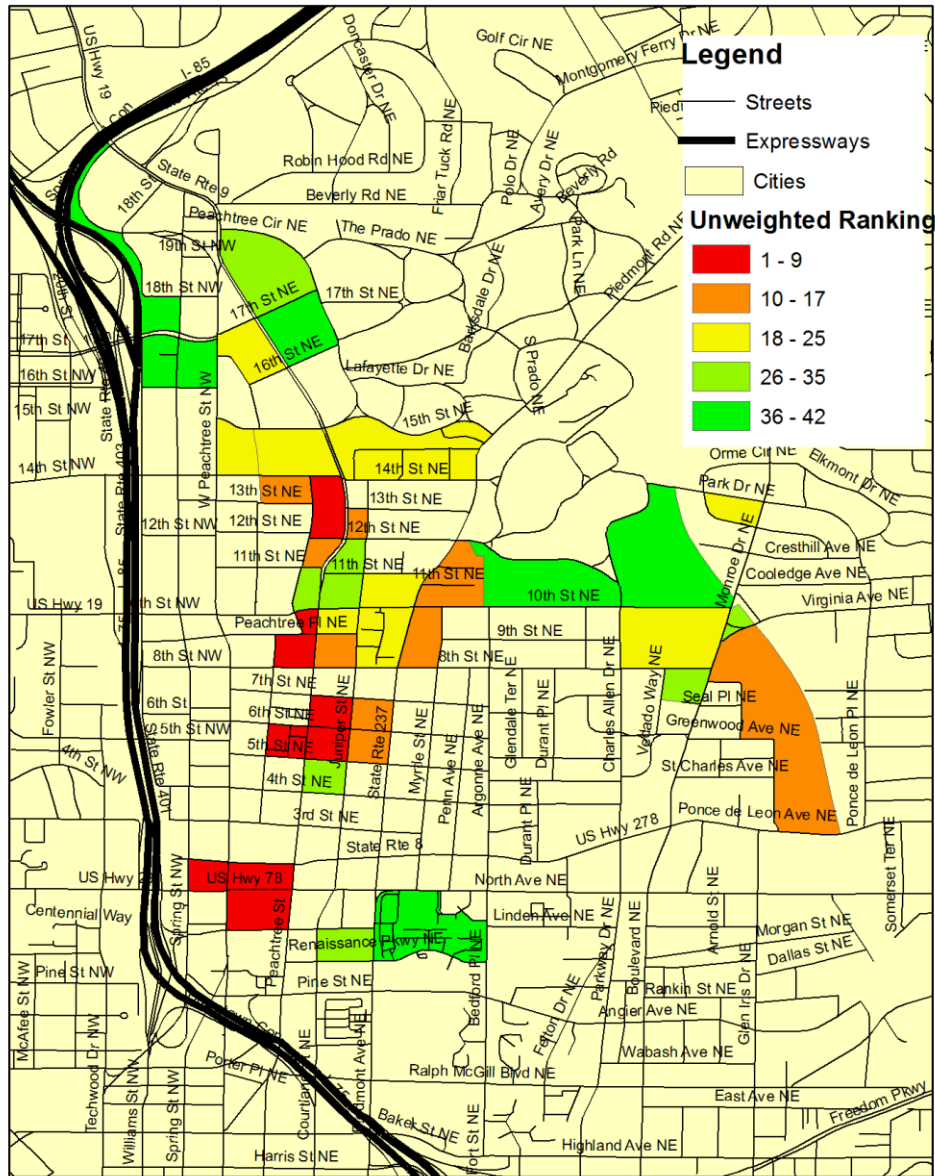 Golf Cir NE
Montgomery Ferry Dr NE
Doncaster Dr NE
US Hwy 19
I-85
Legend
Streets
Expressways
Cities
Unweighted Ranking
1 - 9
10 - 17
18 - 25
26 - 35
36 - 42
Robin Hood Rd NE
Friar Tuck Rd NE
Polo Dr NE
Avery Dr NE
Beverly Rd
18th St
State Rte 9
Beverly Rd NE
Peachtree Cir NE
The Prado NE
Park Ln NE
Piedmont Rd NE
19th St NW
20th St
18th St NW
17th St NE
17th St NE
Barksdale Dr NE
17th St
16th St NW
16th St NE
Lafayette Dr NE
S Prado NE
15th St NW
15th St NE
W Peachtree St NW
State Rte 403
14th St NW
14th St NE
Orme Cir NE
Elkmont Dr NE
Park Dr NE
13th St NE
13th St NE
12th St NW
12th St NE
12th St NE
Monroe Dr NE
Cresthill Ave NE
11th St NE
11th St NE
11th St NE
Cooledge Ave NE
I-85
US Hwy 19
10th St NE
Virginia Ave NE
Peachtree Pl NE
9th St NE
8th St NW
8th St NE
7th St NE
Fowler St NW
6th St
6th St NE
5th St NW
5th St NE
4th St NW
4th St NE
3rd St NE
Juniper St NE
State Rte 237
Myrtle St NE
Penn Ave NE
Argonne Ave NE
Glendale Ter NE
Durant Pl NE
Durant Pl NE
Charles Allen Dr NE
Vedado Way NE
Seal Pl NE
Greenwood Ave NE
St Charles Ave NE
Ponce de Leon Ave NE
Ponce de Leon Pl NE
State Rte 401
State Rte 8
US Hwy 278
US Hwy 78
North Ave NE
Centennial Way
Spring St NW
Peachtree St
Linden Ave NE
Arnold St NE
Somerset Ter NE
Morgan St NE
Dallas St NE
Renaissance Pkwy NE
Pine St NW
Pine St NE
Bedford Pl NE
Parkway Dr NE
Boulevard NE
Rankin St NE
Glen Iris Dr NE
Angier Ave NE
Felton Dr NE
Wabash Ave NE
McAfee St NW
Techwood Dr NW
Williams St NW
Spring St NW
Porter Pl NE
Ralph McGill Blvd NE
East Ave NE
Freedom Pkwy
Baker St NE
Highland Ave NE
Harris St NE
Fort St NE